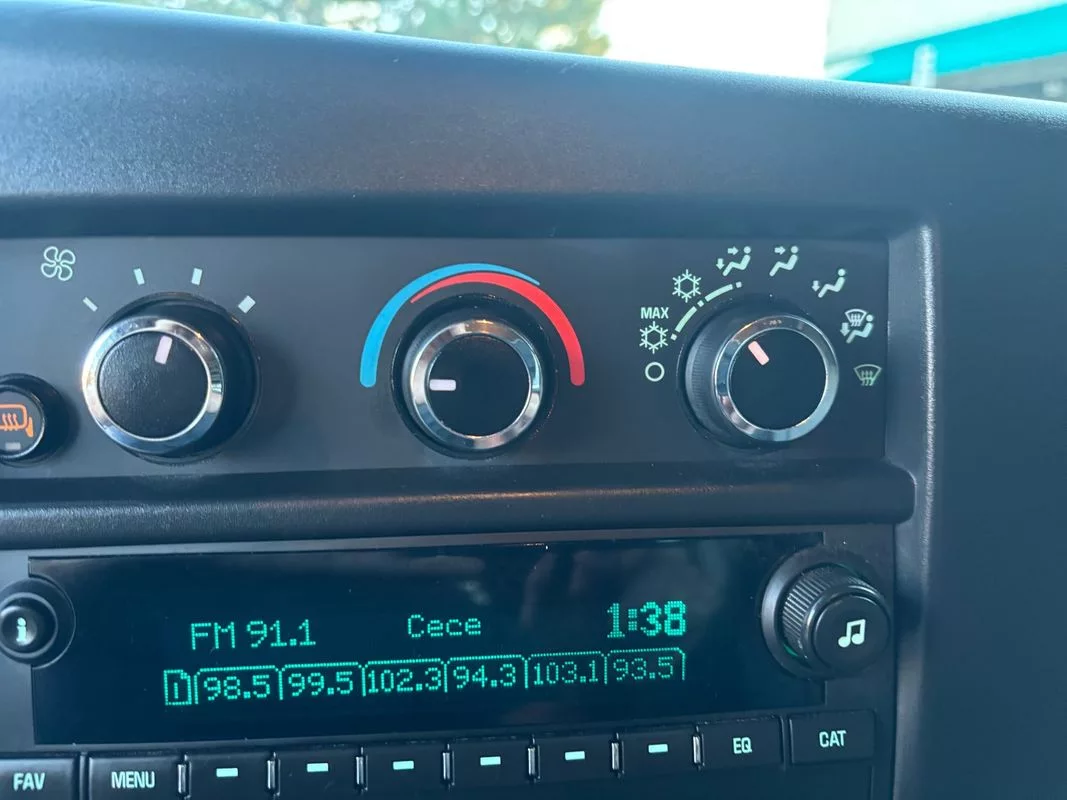 MAX
FM 91.1 Cece 1:38
1 98.5 99.5 102.3 94.3 103.1 93.5
i
FAV MENU EQ CAT